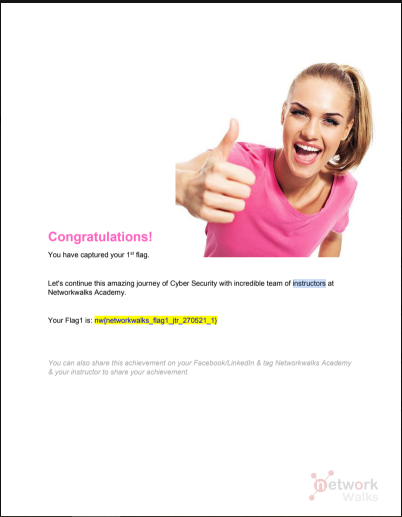 Congratulations!
You have captured your 1st flag.
Let's continue this amazing journey of Cyber Security with incredible team of instructors at
Networkwalks Academy.
Your Flag1 is: nw{networkwalks_flag1_jtr_270521_1}
You can also share this achievement on your Facebook/LinkedIn & tag Networkwalks Academy
& your instructor to share your achievement.
network
Walks